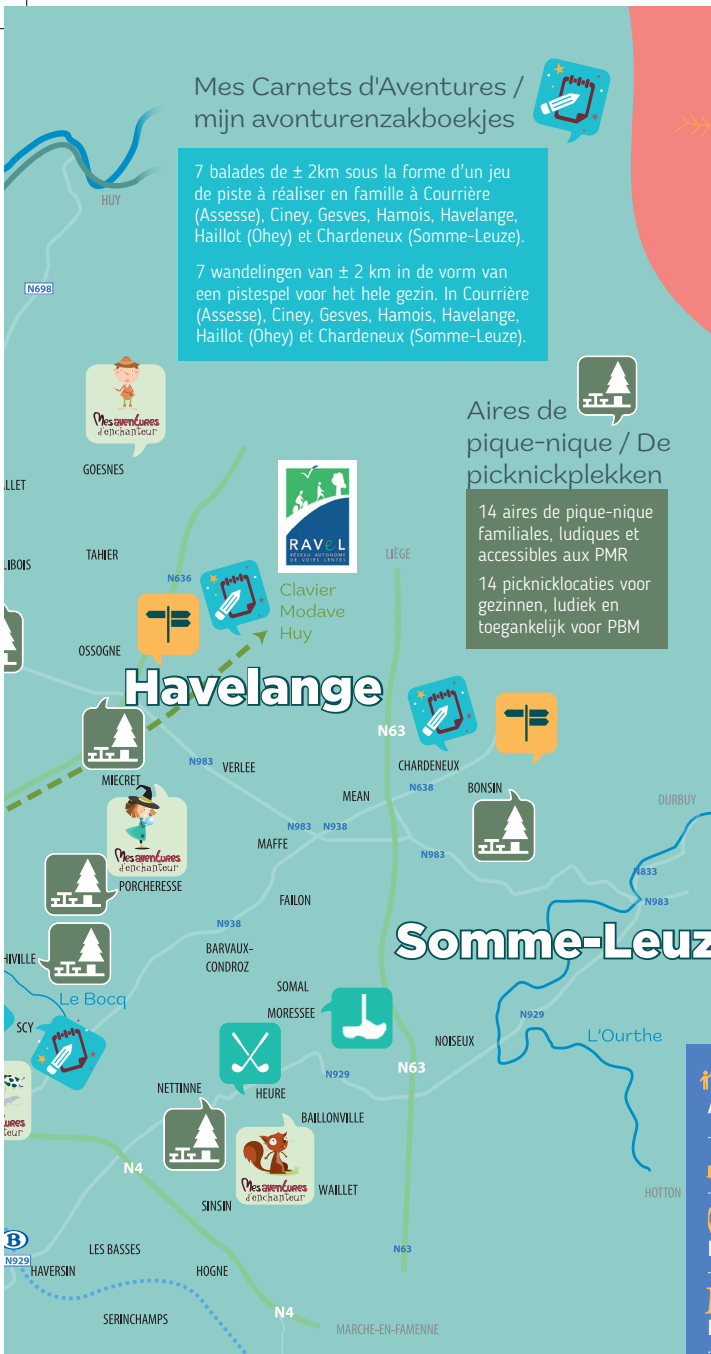 Mes Carnets d'Aventures /
mijn avonturenzakboekjes
7 balades de ± 2km sous la forme d'un jeu
de piste à réaliser en famille à Courrière
(Assesse), Ciney, Gesves, Hamois, Havelange,
Haillot (Ohey) et Chardeneux (Somme-Leuze).
7 wandelingen van ± 2 km in de vorm van
een pistespel voor het hele gezin. In Courrière
(Assesse), Ciney, Gesves, Hamois, Havelange,
Haillot (Ohey) et Chardeneux (Somme-Leuze).
HUY
N698
Mes aventures
d'enchanteur
Aires de
pique-nique / De
picknickplekken
14 aires de pique-nique
familiales, ludiques et
accessibles aux PMR
14 picknicklocaties voor
gezinnen, ludiek en
toegankelijk voor PBM
GOESNES
ALLET
RAVeL
RÉSEAU AUTONOME
DE VOIES LENTES
LIÈGE
TAHIER
LIBOIS
N636
Clavier
Modave
Huy
OSSOGNE
Havelange
N63
CHARDENEUX
N983
VERLEE
MIECRET
N638
BONSIN
MEAN
DURBUY
N983
N938
MAFFE
Mes aventures
d'enchanteur
N983
N833
PORCHERESSE
FAILON
N983
N938
BARVAUX-
CONDROZ
Somme-Leuz
HIVILLE
SOMAL
Le Bocq
MORESSEE
N929
SCY
NOISEUX
L'Ourthe
N63
N929
NETTINNE
HEURE
ures
teur
BAILLONVILLE
N4
Mes aventures
d'enchanteur
WAILLET
HOTTON
SINSIN
B
N929
LES BASSES
N63
HAVERSIN
HOGNE
SERINCHAMPS
N4
MARCHE-EN-FAMENNE